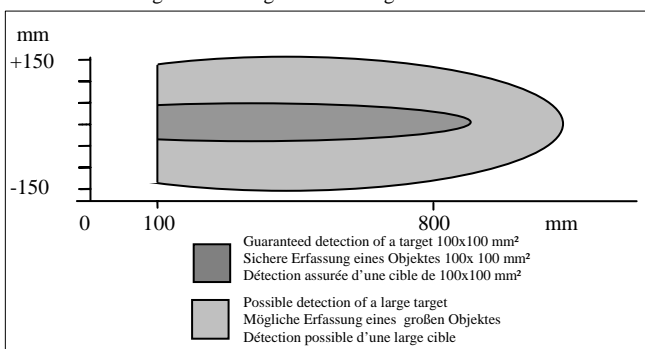 mm
+150
-150
0 100 800 mm
Guaranteed detection of a target 100x100 mm²
Sichere Erfassung eines Objektes 100x 100 mm²
Détection assurée d'une cible de 100x100 mm²
Possible detection of a large target
Mögliche Erfassung eines großen Objektes
Détection possible d'une large cible